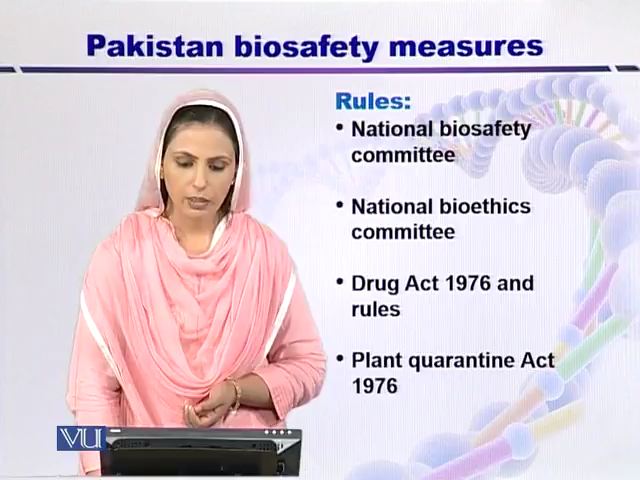 Pakistan biosafety measures
Rules:
• National biosafety
committee
• National bioethics
committee
• Drug Act 1976 and
rules
• Plant quarantine Act
1976
VU